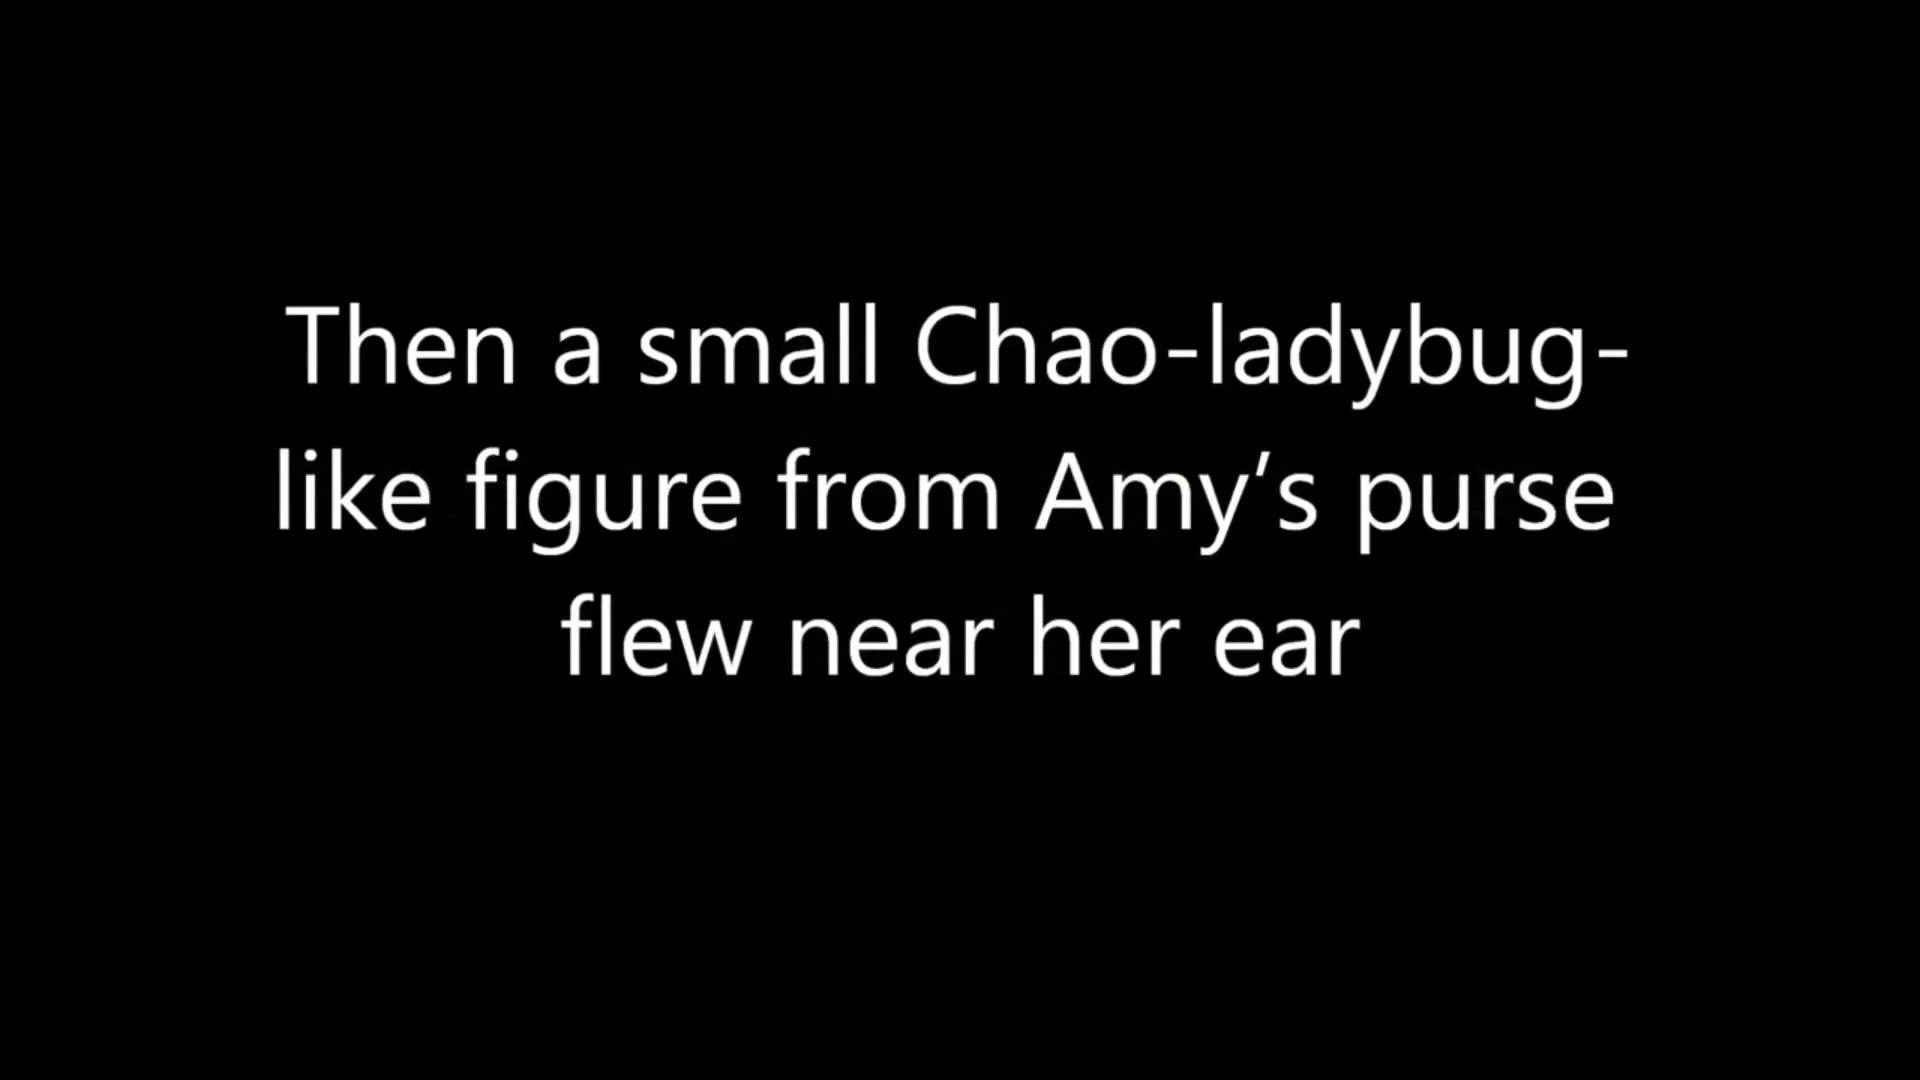 Then a small Chao-ladybug-
like figure from Amy’s purse
flew near her ear